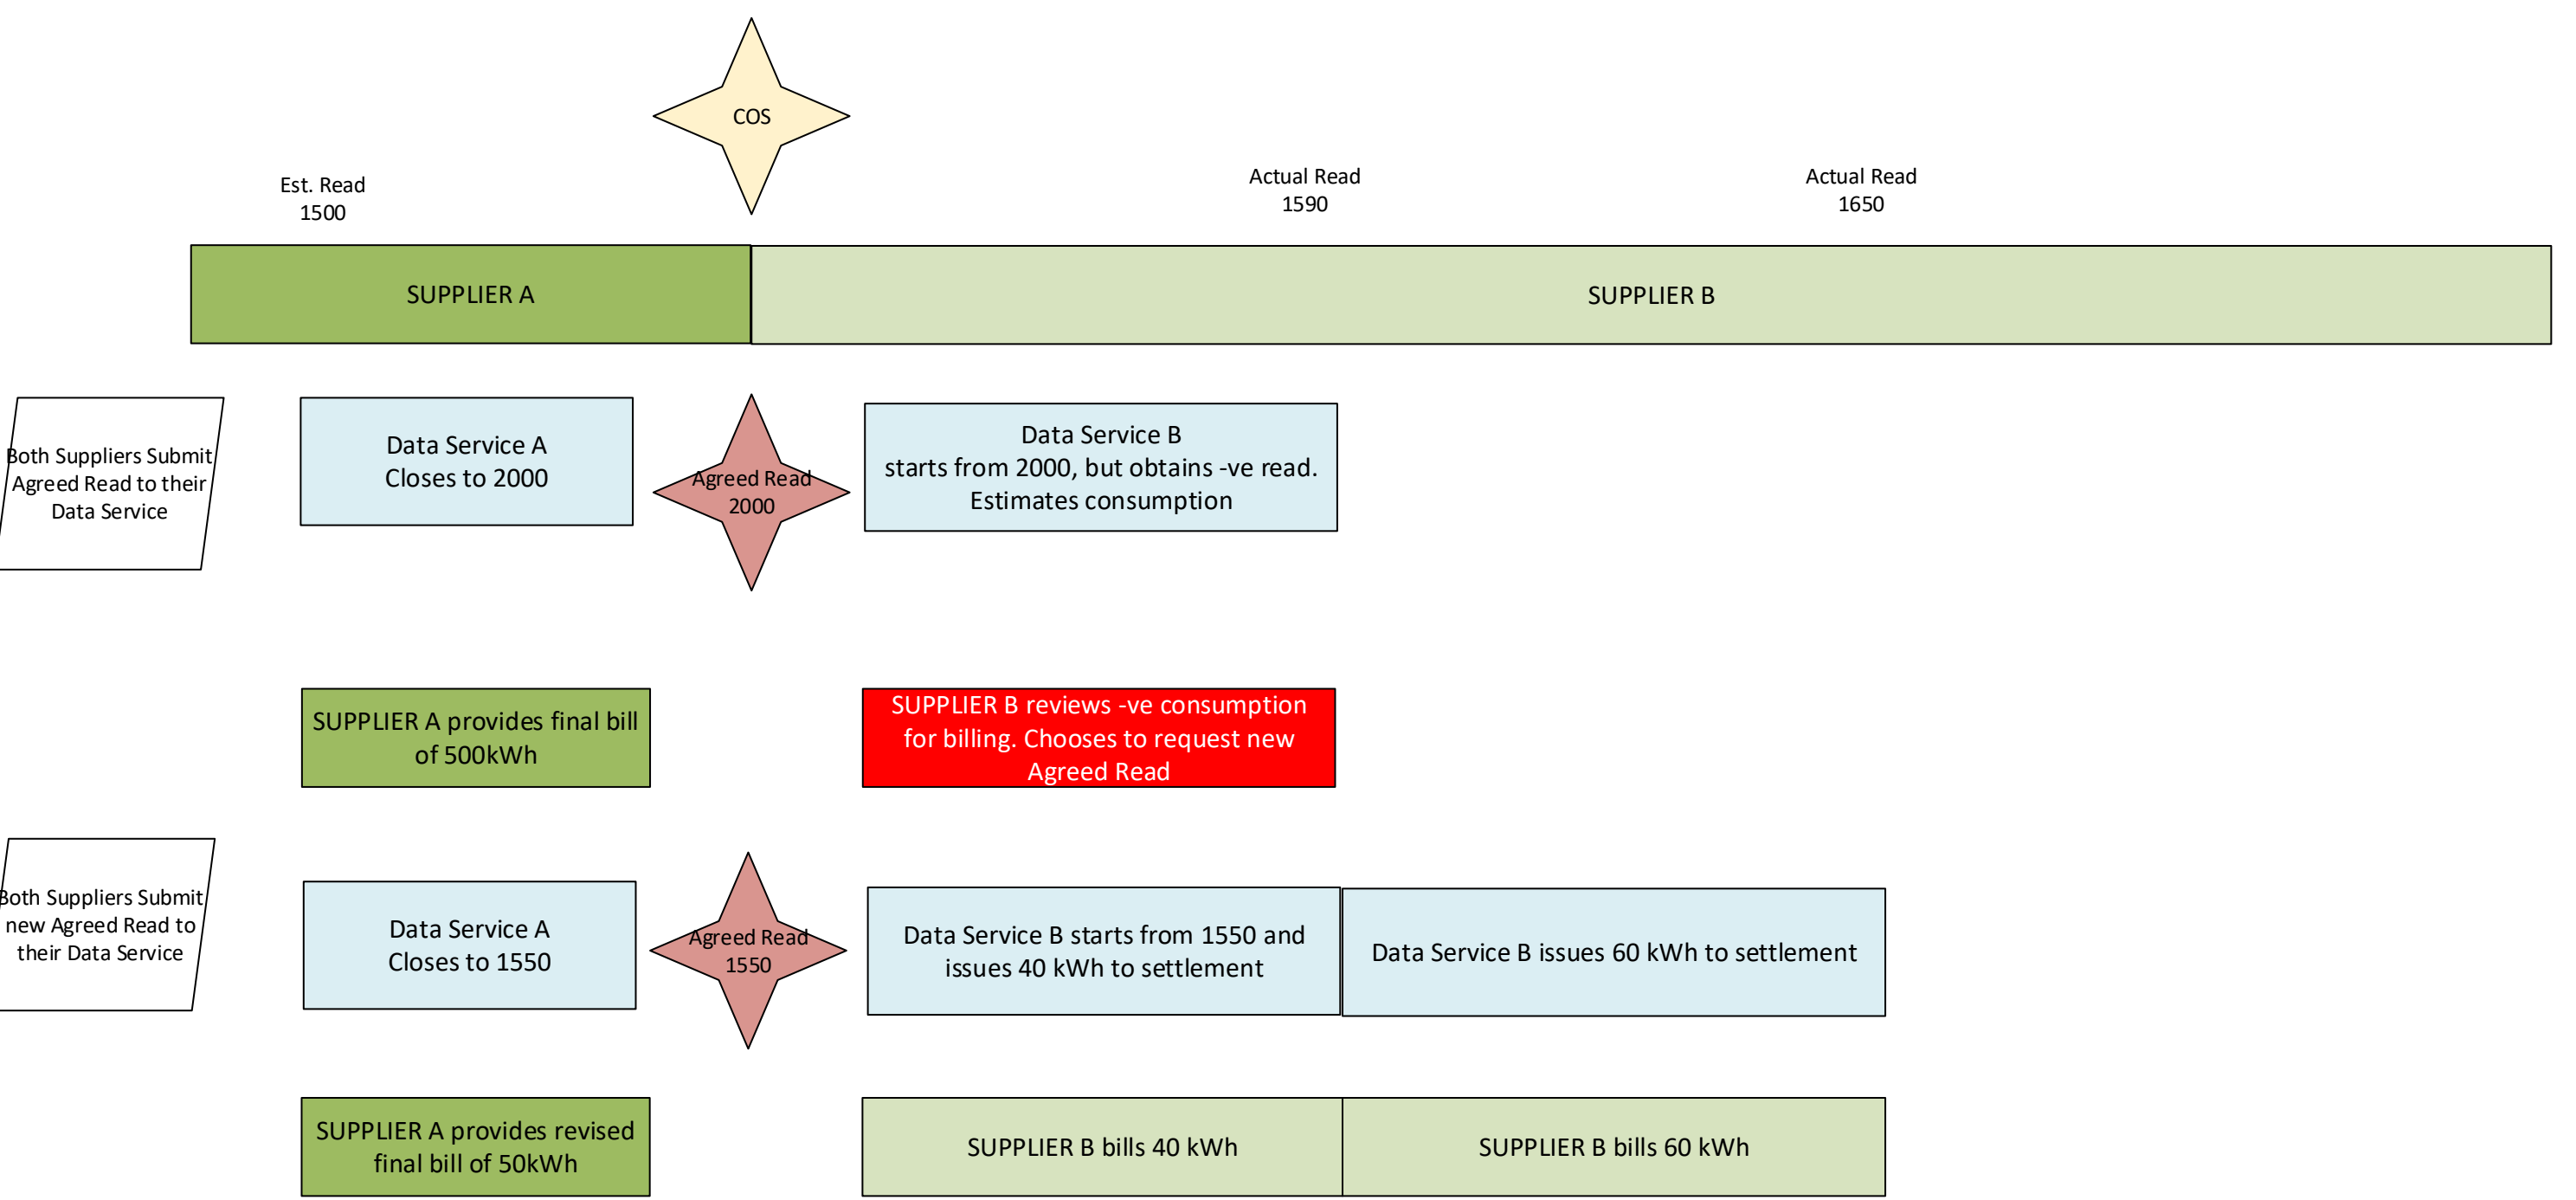 COS
Est. Read
1500
Actual Read
1590
Actual Read
1650
SUPPLIER A
SUPPLIER B
Both Suppliers Submit
Agreed Read to their
Data Service
Data Service A
Closes to 2000
Agreed Read
2000
Data Service B
starts from 2000, but obtains -ve read.
Estimates consumption
SUPPLIER A provides final bill
of 500kWh
SUPPLIER B reviews -ve consumption
for billing. Chooses to request new
Agreed Read
Both Suppliers Submit
new Agreed Read to
their Data Service
Data Service A
Closes to 1550
Agreed Read
1550
Data Service B starts from 1550 and
issues 40 kWh to settlement
Data Service B issues 60 kWh to settlement
SUPPLIER A provides revised
final bill of 50kWh
SUPPLIER B bills 40 kWh
SUPPLIER B bills 60 kWh